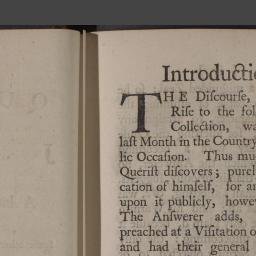 Introducti
THE Diſcourſe,
Riſe to the fol
Collection, wa
laſt Month in the Country
lic Occaſion. Thus mu
Queriſt diſcovers; purel
cation of himſelf, for an
upon it publicly, howev
The Anſwerer adds,
preached at a Viſitation o
and had their general